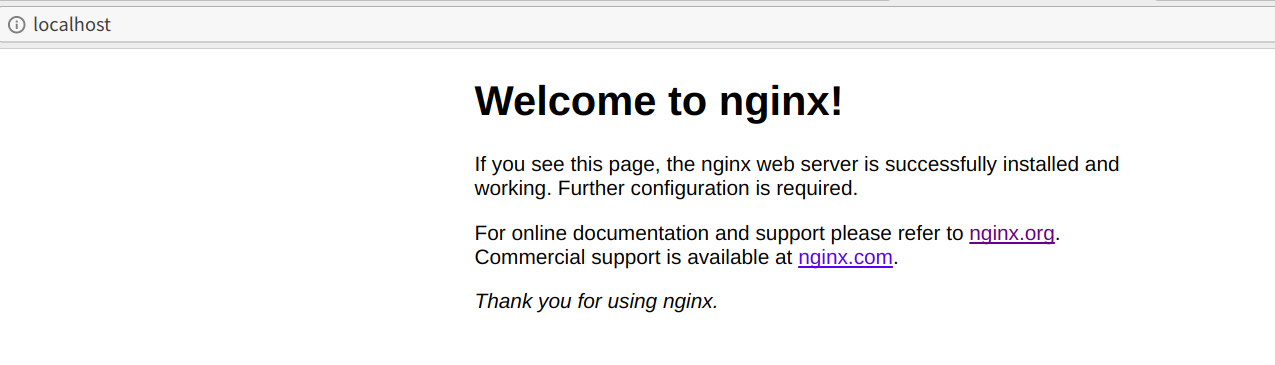 localhost
Welcome to nginx!
If you see this page, the nginx web server is successfully installed and
working. Further configuration is required.
For online documentation and support please refer to nginx.org.
Commercial support is available at nginx.com.
Thank you for using nginx.